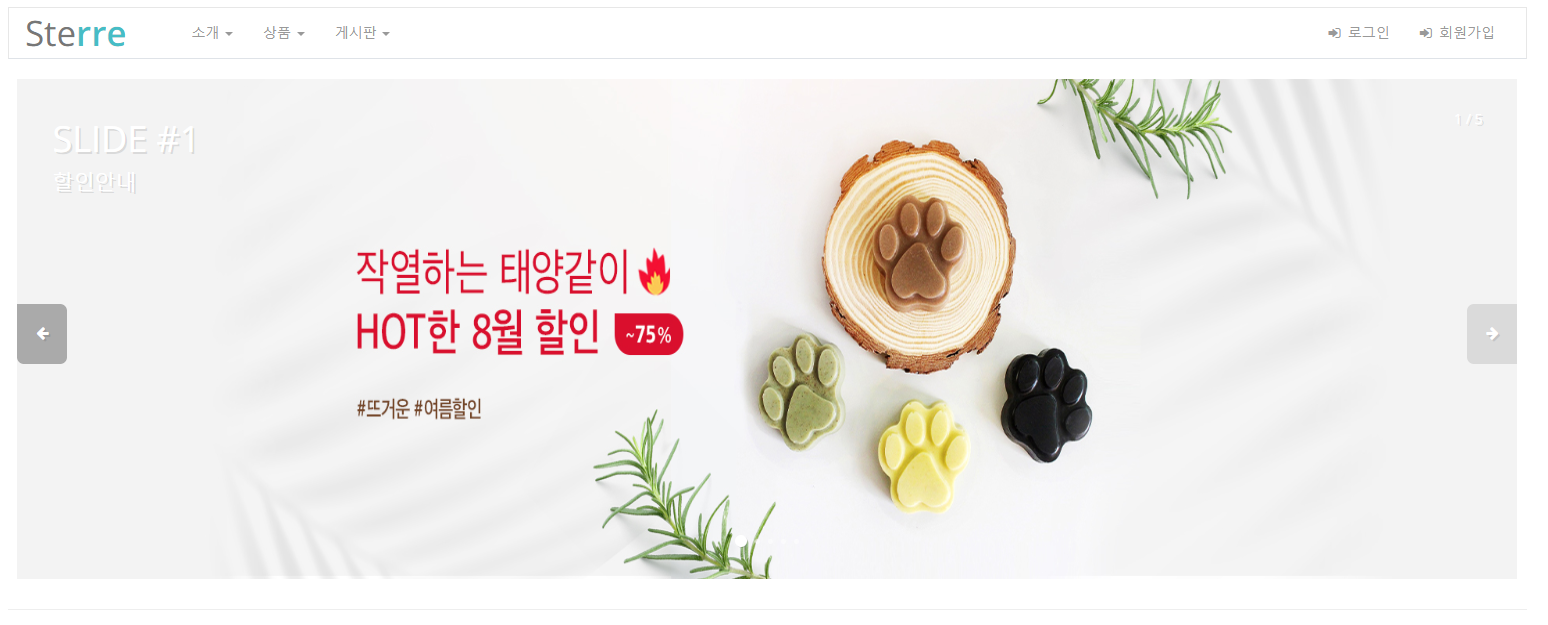 Sterre 소개 상품 게시판 로그인 회원가입
SLIDE #1
1 / 5
할인안내
작열하는 태양같이
HOT한 8월 할인 ~75%
#뜨거운 #여름할인